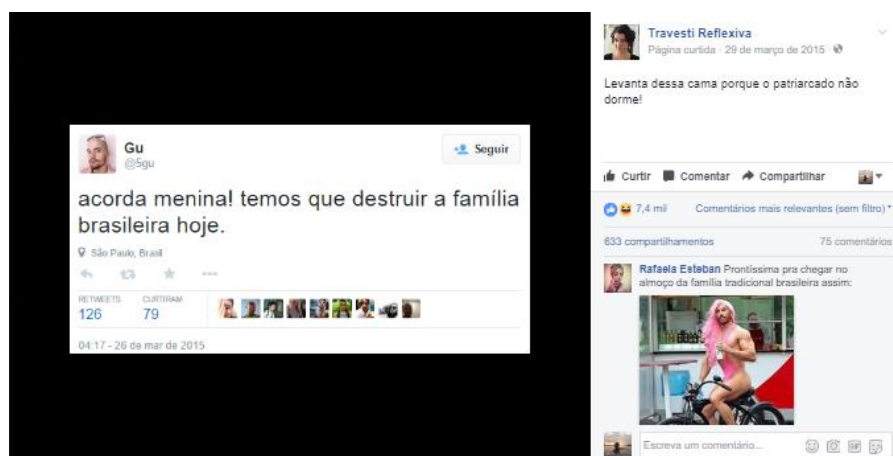 Gu
@5gu
Seguir
acorda menina! temos que destruir a família
brasileira hoje.
São Paulo, Brasil
RETWEETS
126
CURTIRAM
79
04:17 - 26 de mar de 2015
Travesti Reflexiva
Página curtida · 29 de março de 2015 ·
Levanta dessa cama porque o patriarcado não
dorme!
Curtir Comentar Compartilhar
7,4 mil Comentários mais relevantes (sem filtro)
633 compartilhamentos 75 comentários
Rafaela Esteban Prontíssima pra chegar no
almoço da família tradicional brasileira assim:
Escreva um comentário...
GIF